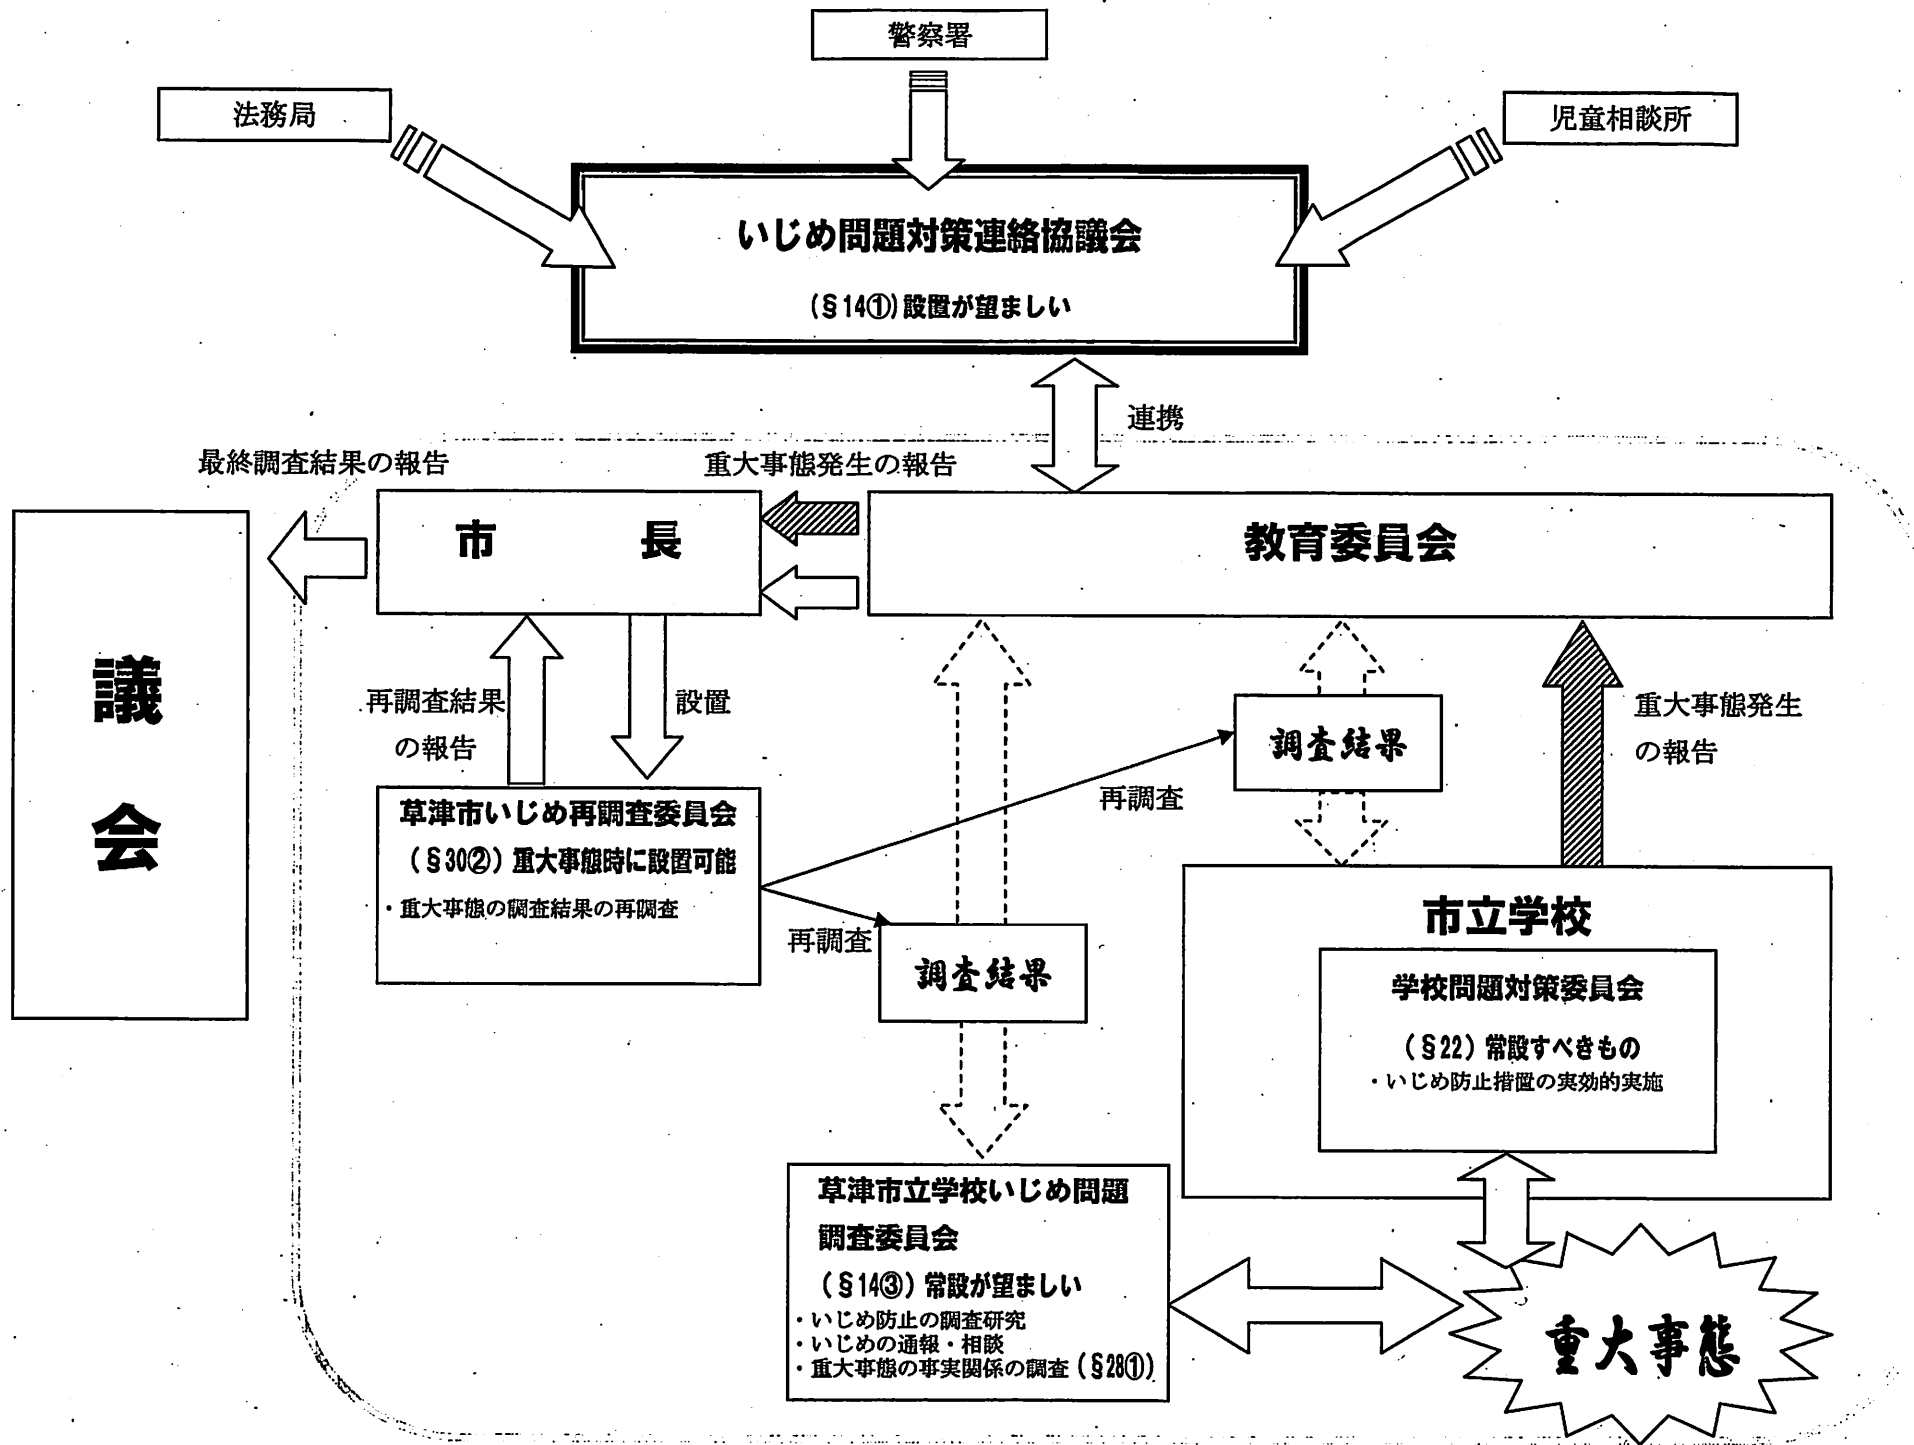 警察署
法務局
児童相談所
いじめ問題対策連絡協議会
(§14①)設置が望ましい
連携
最終調査結果の報告
重大事態発生の報告
市　長
教育委員会
議
会
再調査結果
の報告
設置
調査結果
重大事態発生
の報告
再調査
草津市いじめ再調査委員会
(§30②)重大事態時に設置可能
・重大事態の調査結果の再調査
再調査
調査結果
市立学校
学校問題対策委員会
(§22)常設すべきもの
・いじめ防止措置の実効的実施
草津市立学校いじめ問題
調査委員会
(§14③)常設が望ましい
・いじめ防止の調査研究
・いじめの通報・相談
・重大事態の事実関係の調査(§28①)
重大事態